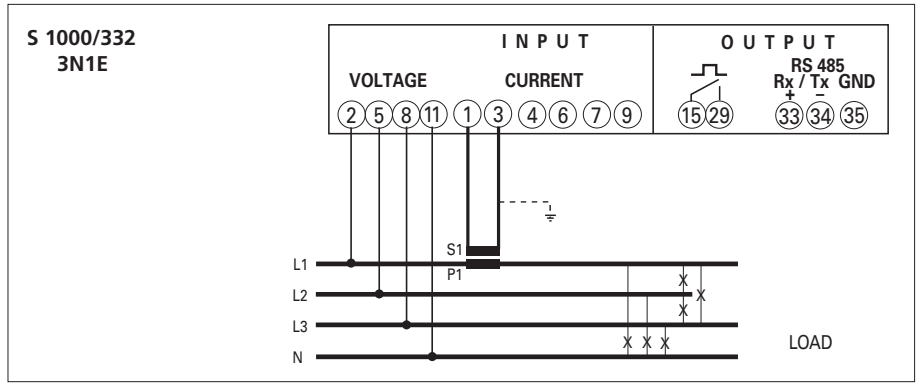 S 1000/332
3N1E
INPUT
OUTPUT
VOLTAGE
CURRENT
RS 485
Rx / Tx GND
+ –
2 5 8 11 1 3 4 6 7 9 15 29 33 34 35
S1
L1
P1
L2
X X
X
L3
X X X
LOAD
N